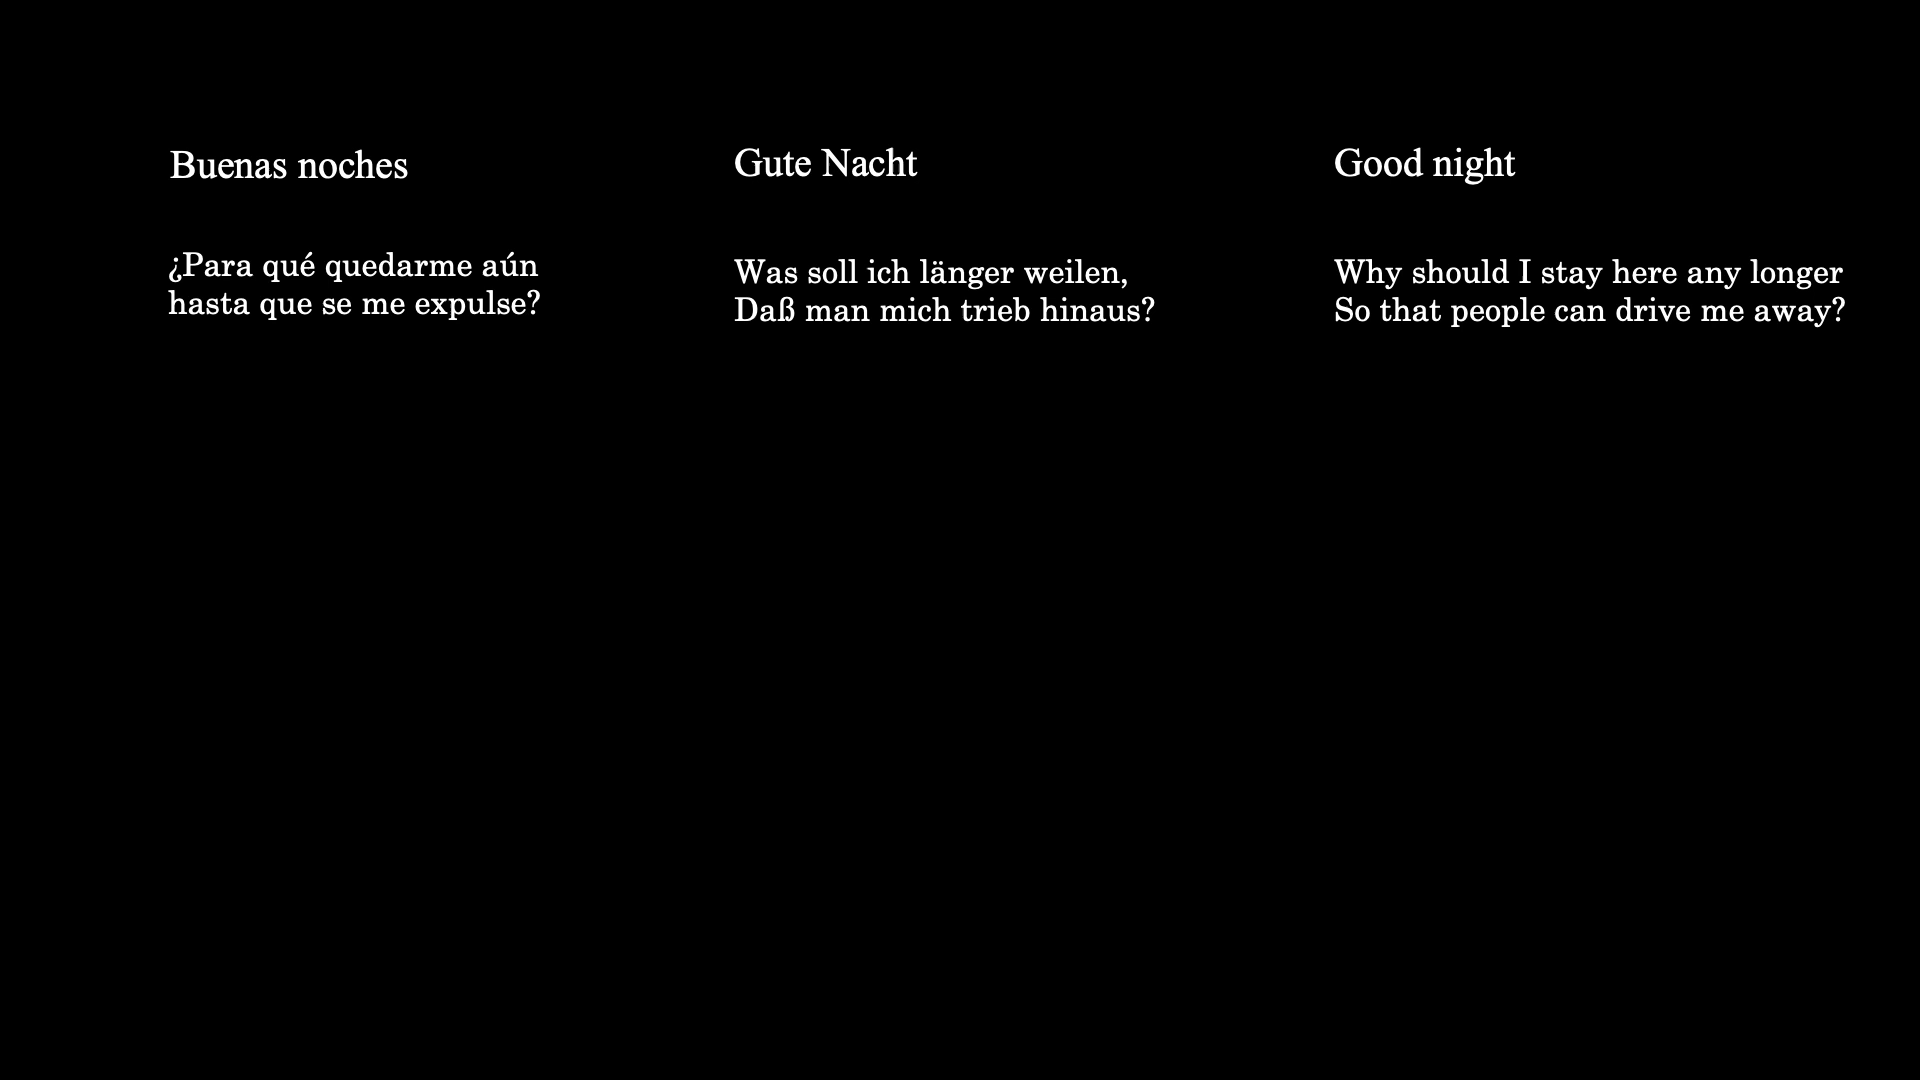 Buenas noches
¿Para qué quedarme aún
hasta que se me expulse?
Gute Nacht
Was soll ich länger weilen,
Daß man mich trieb hinaus?
Good night
Why should I stay here any longer
So that people can drive me away?